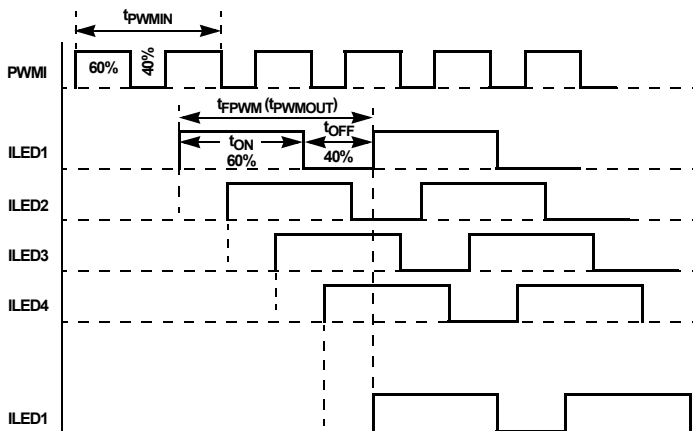 tPWMIN
PWMI
60%
40%
tFPWM (tPWMOUT)
ILED1
tON
60%
tOFF
40%
ILED2
ILED3
ILED4
ILED1